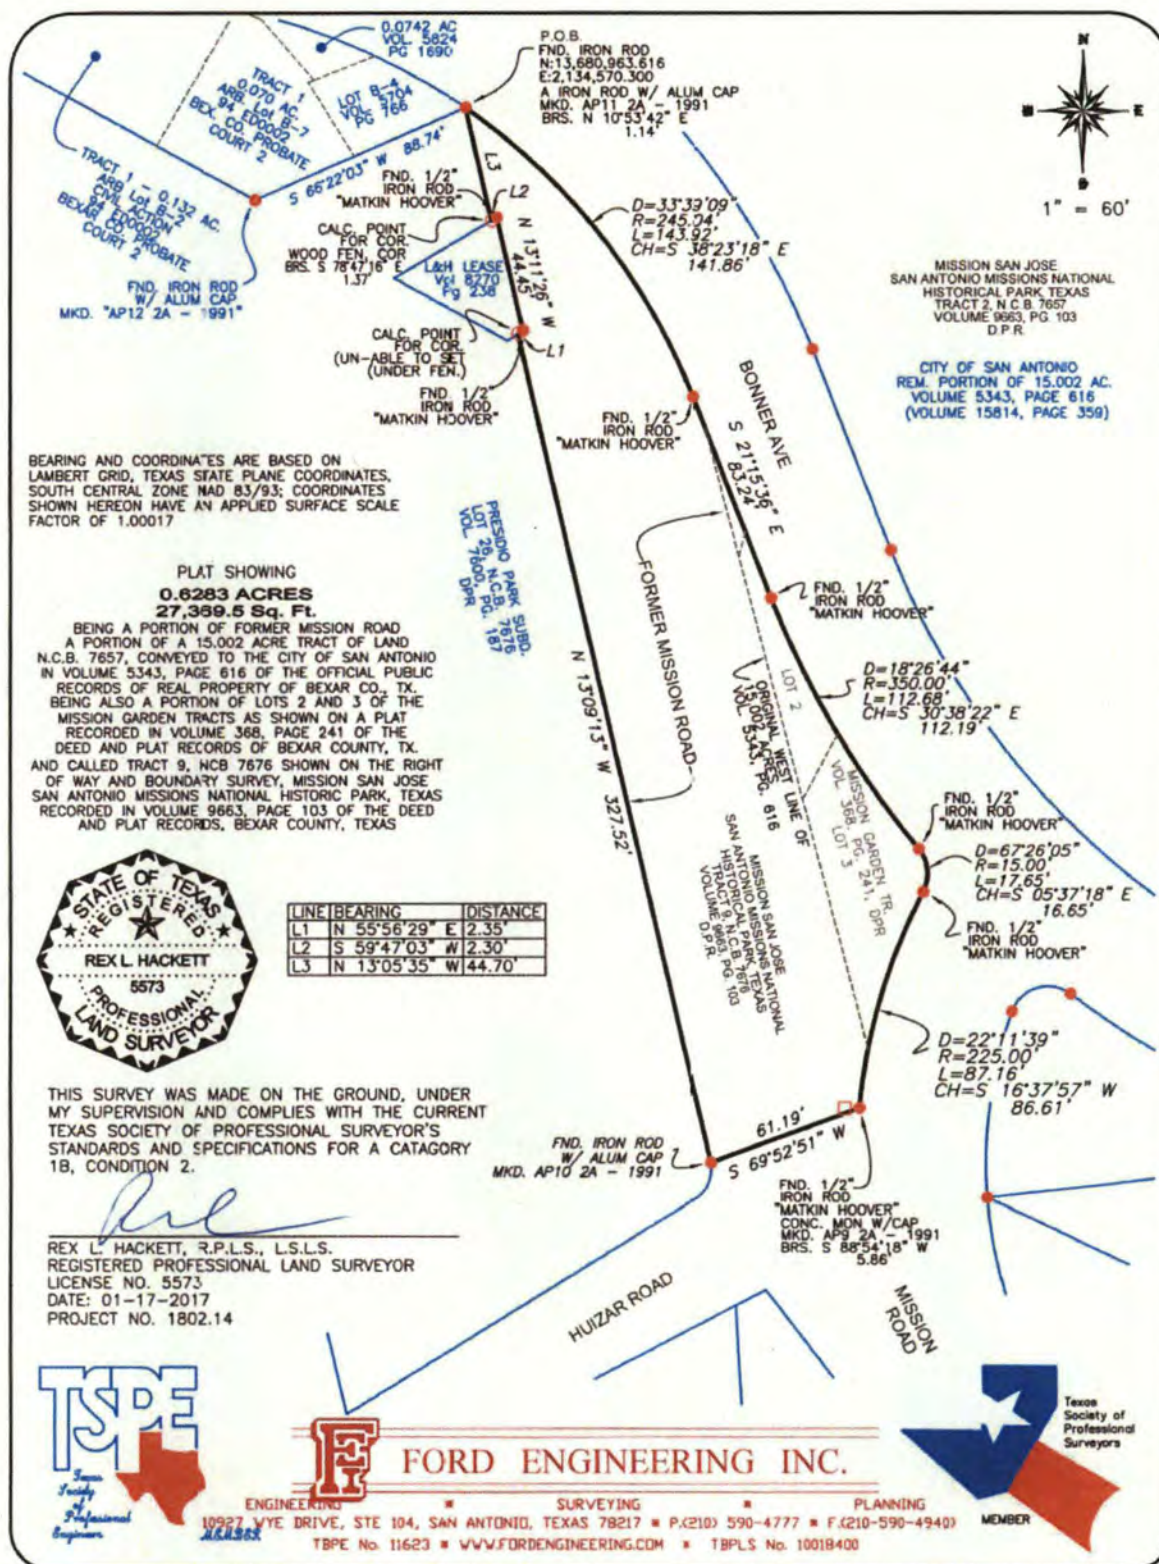 0.0742 AC
VOL. 5824
PG 1690
TRACT 1
0.070 AC.
ARB. Lot B-7
94 ED0002
BEX. CO. PROBATE
COURT 2
LOT B-4
VOL. 5704
PG 766
S 66°22'03" W 88.74'
TRACT 1 - 0.132 AC.
ARB Lot B-2
CIVIL ACTION
94 ED0002
BEXAR CO. PROBATE
COURT 2
FND. IRON ROD
W/ ALUM CAP
MKD. "AP12 2A - 1991"
P.O.B.
FND. IRON ROD
N:13,680,963.616
E:2,134,570.300
A IRON ROD W/ ALUM CAP
MKD. AP11 2A - 1991
BRS. N 10°53'42" E
1.14'
N
E
S
1" = 60'
L3
FND. 1/2"
IRON ROD
"MATKIN HOOVER"
L2
CALC. POINT
FOR COR.
WOOD FEN. COR
BRS. S 78°47'16" E
1.37'
N 13°11'26" W
44.45'
L&H LEASE
Vol 8270
Pg 238
CALC. POINT
FOR COR.
(UN-ABLE TO SET
(UNDER FEN.)
L1
FND. 1/2"
IRON ROD
"MATKIN HOOVER"
D=33°39'09"
R=245.04'
L=143.92'
CH=S 38°23'18" E
141.86'
MISSION SAN JOSE
SAN ANTONIO MISSIONS NATIONAL
HISTORICAL PARK, TEXAS
TRACT 2, N.C.B. 7657
VOLUME 9663, PG. 103
D.P.R.
CITY OF SAN ANTONIO
REM. PORTION OF 15.002 AC.
VOLUME 5343, PAGE 616
(VOLUME 15814, PAGE 359)
FND. 1/2"
IRON ROD
"MATKIN HOOVER"
BONNER AVE
S 21°15'36" E
83.24'
BEARING AND COORDINATES ARE BASED ON
LAMBERT GRID, TEXAS STATE PLANE COORDINATES,
SOUTH CENTRAL ZONE NAD 83/93; COORDINATES
SHOWN HEREON HAVE AN APPLIED SURFACE SCALE
FACTOR OF 1.00017
PRESIDIO PARK SUBD.
LOT 26, N.C.B. 7676
VOL. 7600, PG. 187
DPR
FORMER MISSION ROAD
FND. 1/2"
IRON ROD
"MATKIN HOOVER"
PLAT SHOWING
0.6283 ACRES
27,369.5 Sq. Ft.
BEING A PORTION OF FORMER MISSION ROAD
A PORTION OF A 15.002 ACRE TRACT OF LAND
N.C.B. 7657, CONVEYED TO THE CITY OF SAN ANTONIO
IN VOLUME 5343, PAGE 616 OF THE OFFICIAL PUBLIC
RECORDS OF REAL PROPERTY OF BEXAR CO., TX.
BEING ALSO A PORTION OF LOTS 2 AND 3 OF THE
MISSION GARDEN TRACTS AS SHOWN ON A PLAT
RECORDED IN VOLUME 368, PAGE 241 OF THE
DEED AND PLAT RECORDS OF BEXAR COUNTY, TX.
AND CALLED TRACT 9, NCB 7676 SHOWN ON THE RIGHT
OF WAY AND BOUNDARY SURVEY, MISSION SAN JOSE
SAN ANTONIO MISSIONS NATIONAL HISTORIC PARK, TEXAS
RECORDED IN VOLUME 9663, PAGE 103 OF THE DEED
AND PLAT RECORDS, BEXAR COUNTY, TEXAS
N 13°09'13" W 327.52'
LOT 2
ORIGINAL WEST LINE OF
15.002 ACRES
VOL. 5343, PG. 616
D=18°26'44"
R=350.00'
L=112.68'
CH=S 30°38'22" E
112.19'
MISSION GARDEN TR.
VOL 368, PG. 241, DPR
LOT 3
FND. 1/2"
IRON ROD
"MATKIN HOOVER"
D=67°26'05"
R=15.00'
L=17.65'
CH=S 05°37'18" E
16.65'
FND. 1/2"
IRON ROD
"MATKIN HOOVER"
MISSION SAN JOSE
SAN ANTONIO MISSIONS NATIONAL
HISTORICAL PARK, TEXAS
TRACT 9, N.C.B. 7676
VOLUME 9663, PG. 103
D.P.R.
STATE OF TEXAS
REGISTERED
REX L. HACKETT
5573
PROFESSIONAL
LAND SURVEYOR
LINE BEARING DISTANCE
L1 N 55°56'29" E 2.35'
L2 S 59°47'03" W 2.30'
L3 N 13°05'35" W 44.70'
D=22°11'39"
R=225.00'
L=87.16'
CH=S 16°37'57" W
86.61'
THIS SURVEY WAS MADE ON THE GROUND, UNDER
MY SUPERVISION AND COMPLIES WITH THE CURRENT
TEXAS SOCIETY OF PROFESSIONAL SURVEYOR'S
STANDARDS AND SPECIFICATIONS FOR A CATAGORY
1B, CONDITION 2.
FND. IRON ROD
W/ ALUM CAP
MKD. AP10 2A - 1991
61.19'
S 69°52'51" W
FND. 1/2"
IRON ROD
"MATKIN HOOVER"
CONC. MON W/CAP
MKD. AP9 2A - 1991
BRS. S 88°54'18" W
5.86'
REX L. HACKETT, R.P.L.S., L.S.L.S.
REGISTERED PROFESSIONAL LAND SURVEYOR
LICENSE NO. 5573
DATE: 01-17-2017
PROJECT NO. 1802.14
HUIZAR ROAD
MISSION
ROAD
TSPE
Texas
Society
of
Professional
Engineers
MEMBER
FORD ENGINEERING INC.
ENGINEERING SURVEYING PLANNING
10927 WYE DRIVE, STE 104, SAN ANTONIO, TEXAS 78217 P.(210) 590-4777 F.(210-590-4940)
TBPE No. 11623 WWW.FORDENGINEERING.COM TBPLS No. 10018400
Texas
Society of
Professional
Surveyors
MEMBER